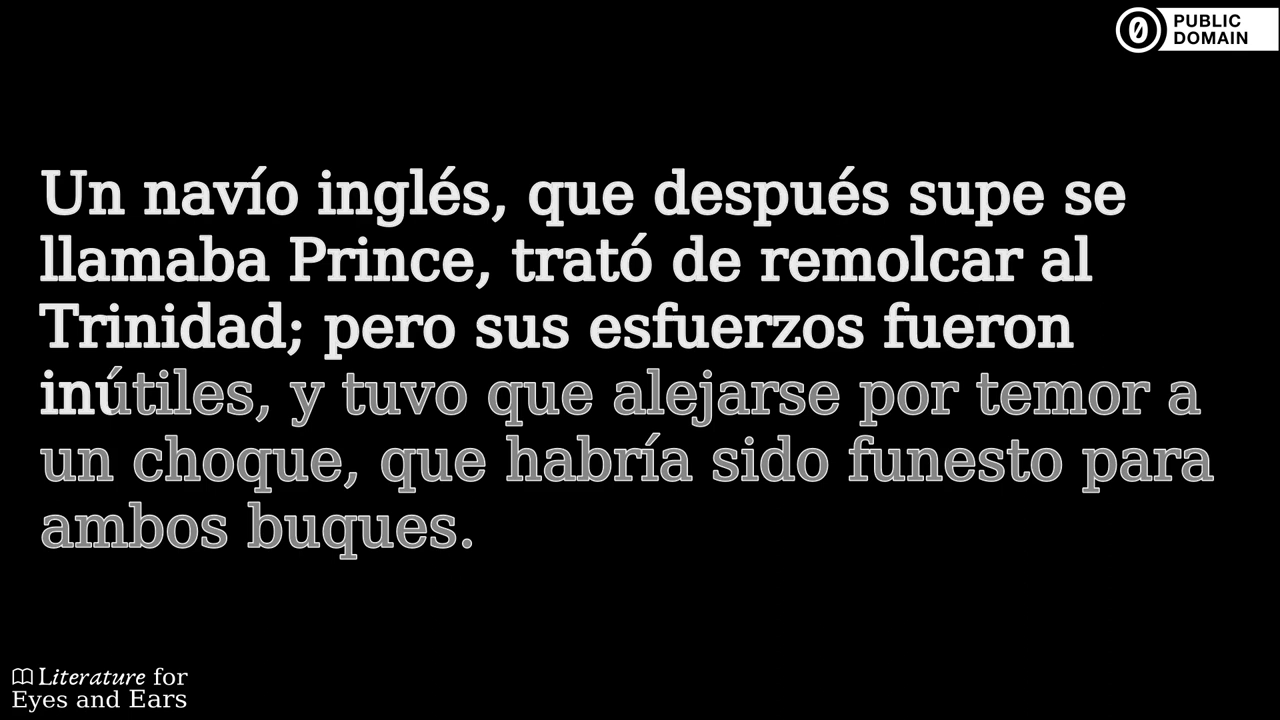 PUBLIC
DOMAIN
Un navío inglés, que después supe se
llamaba Prince, trató de remolcar al
Trinidad; pero sus esfuerzos fueron
inútiles, y tuvo que alejarse por temor a
un choque, que habría sido funesto para
ambos buques.
Literature for
Eyes and Ears